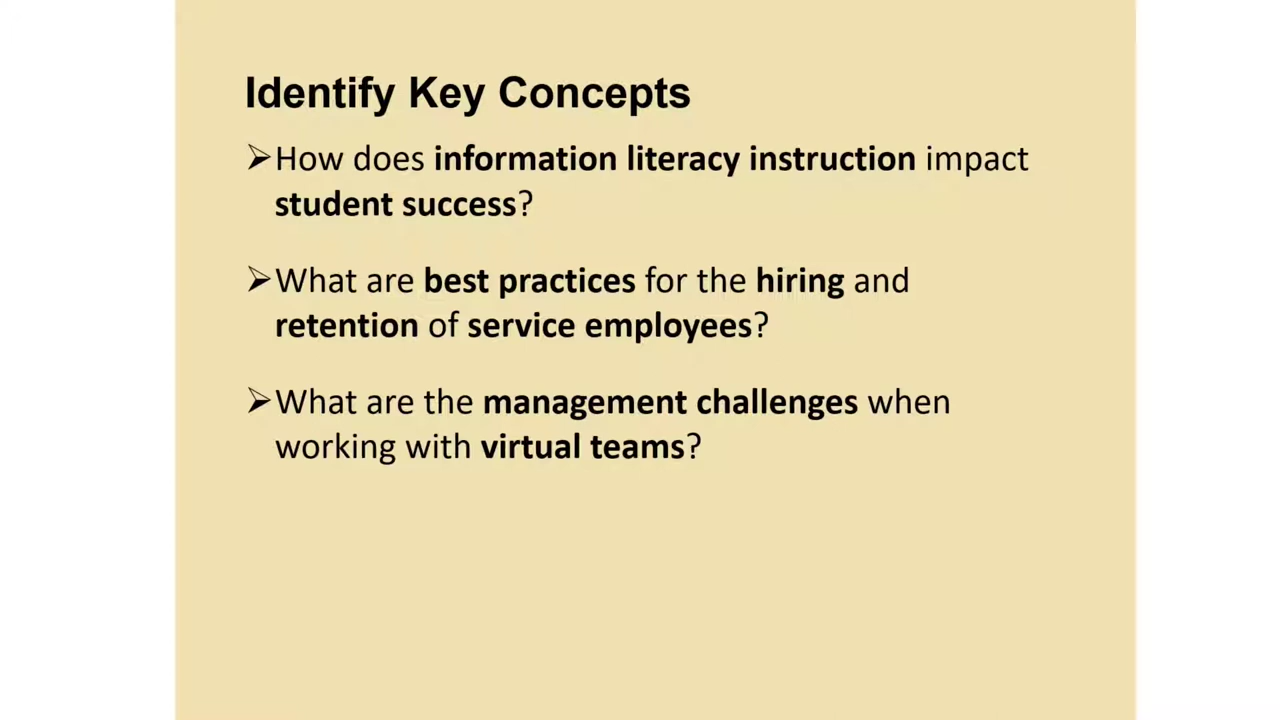 Identify Key Concepts
➢How does information literacy instruction impact
student success?
➢What are best practices for the hiring and
retention of service employees?
➢What are the management challenges when
working with virtual teams?